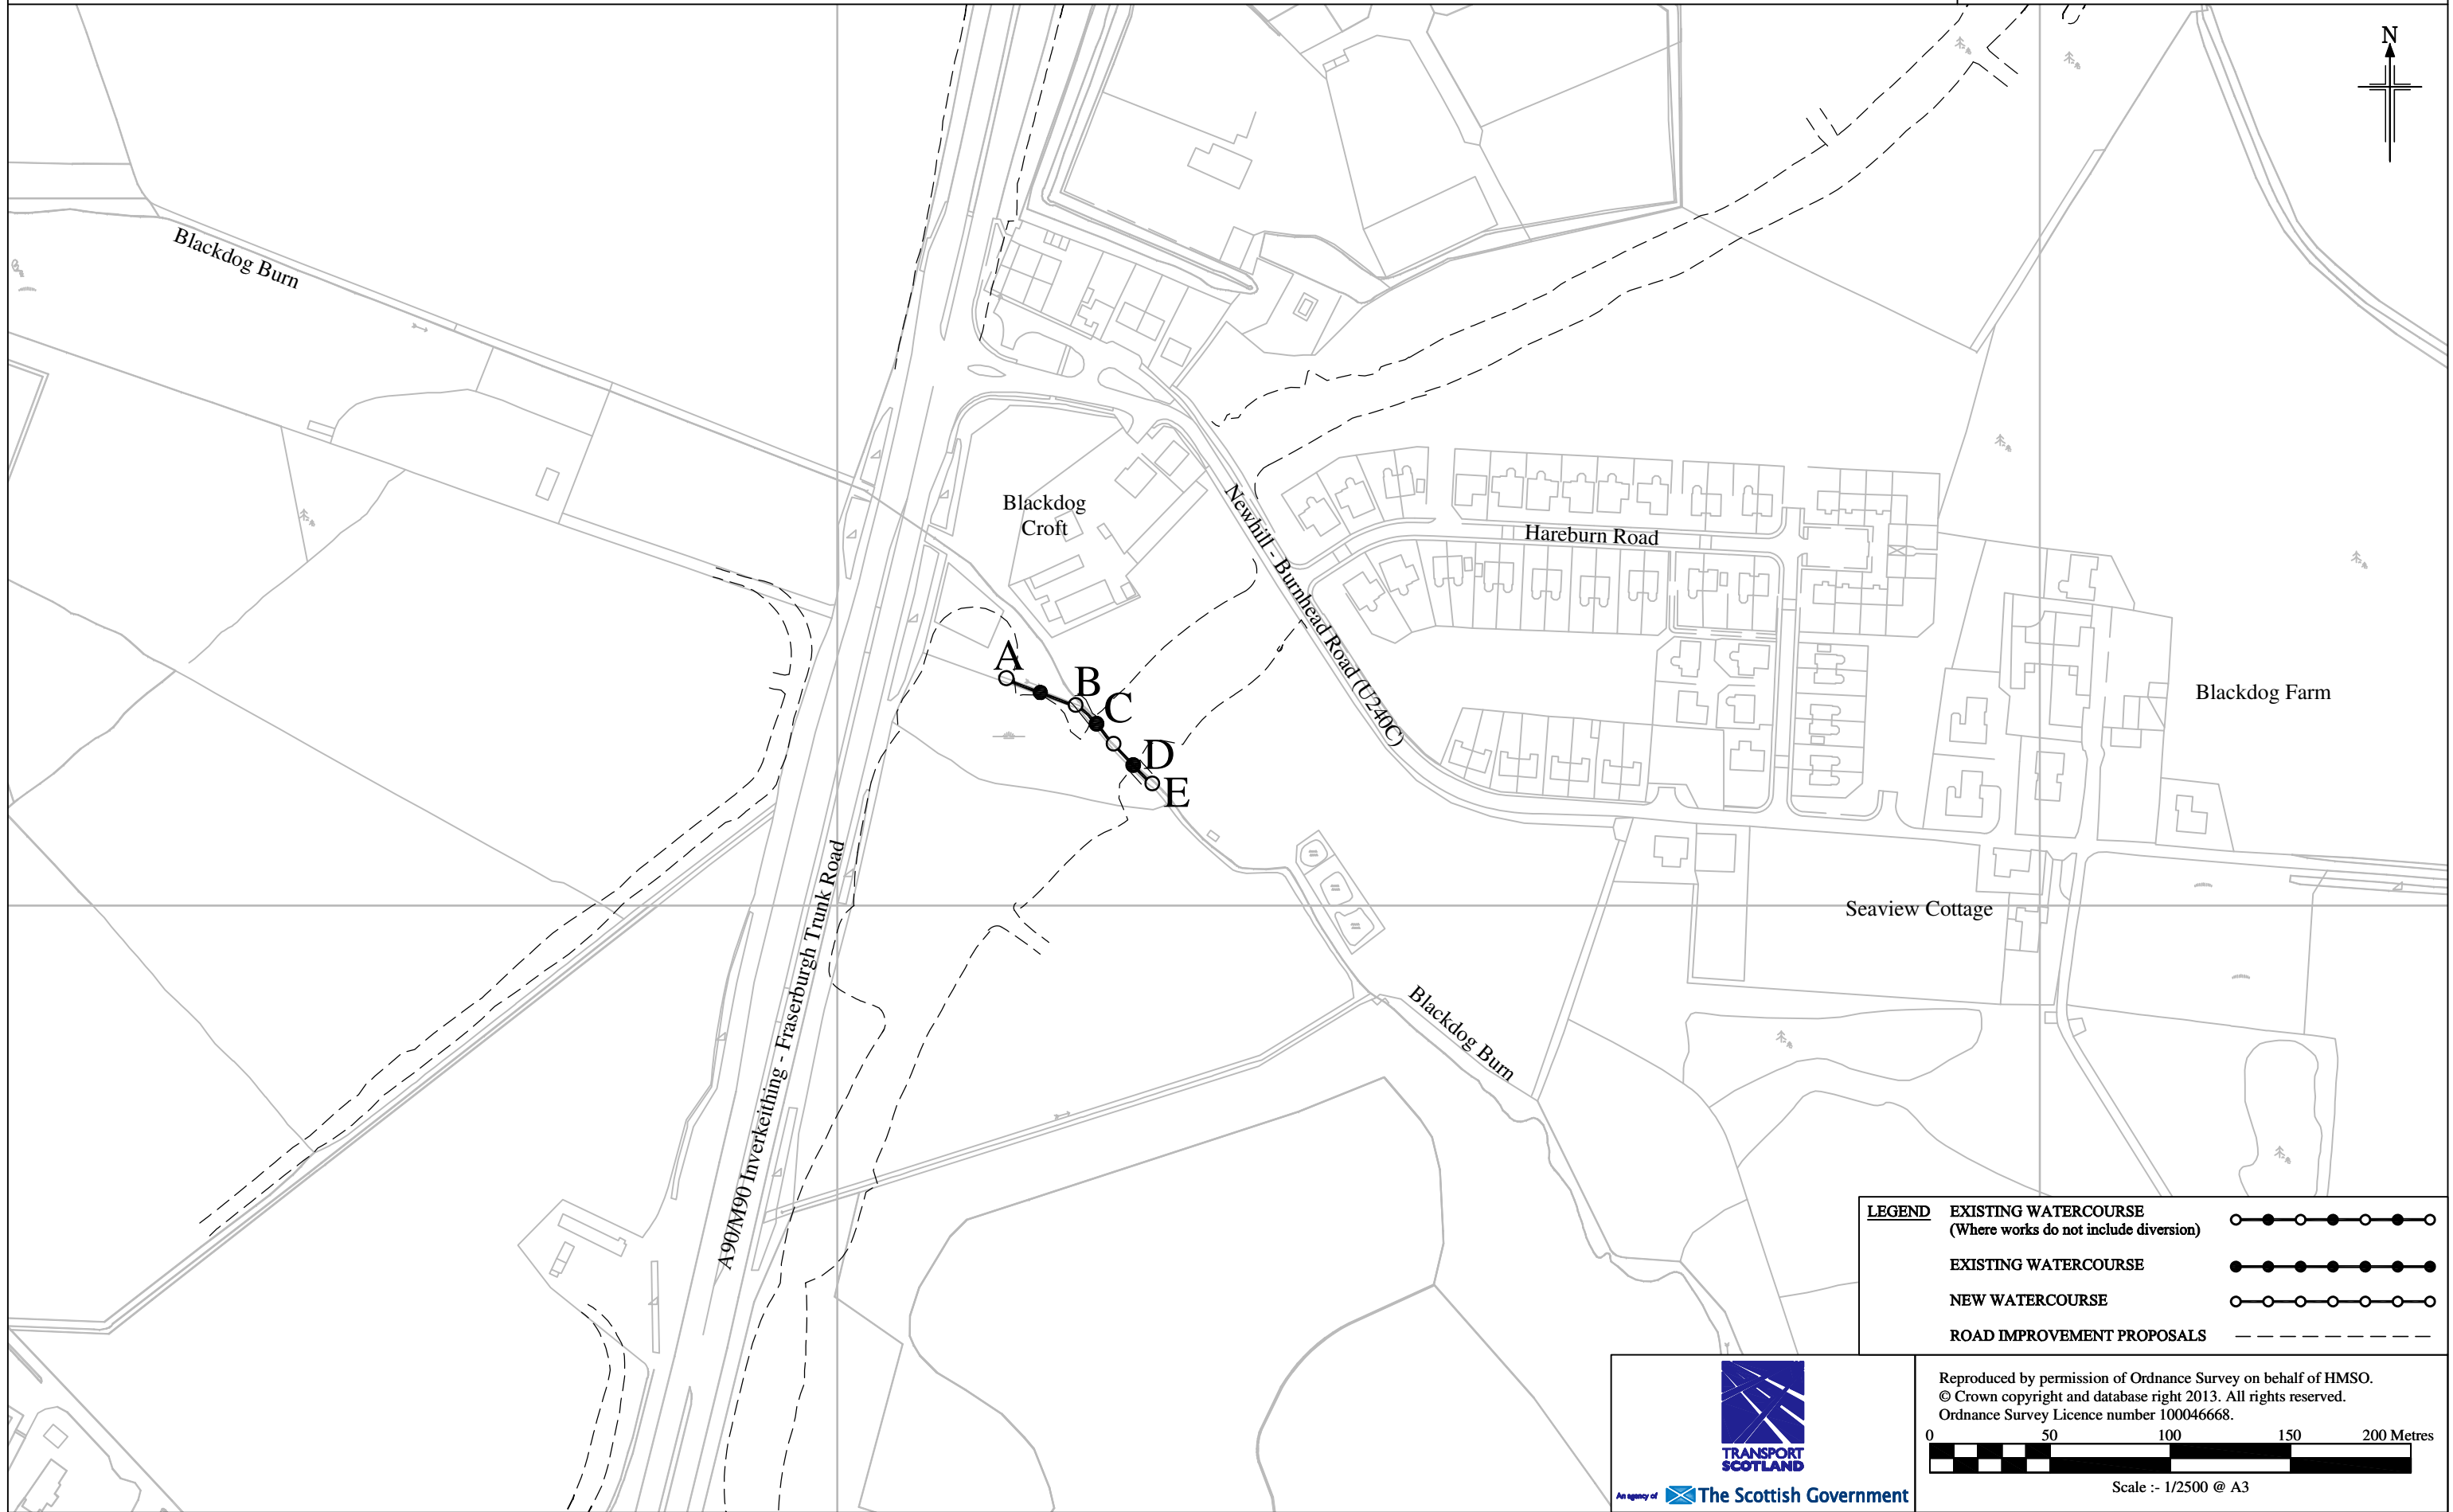 N
Blackdog Burn
Blackdog
Croft
Newhill - Burnhead Road (U240C)
Hareburn Road
A
B
C
D
E
Blackdog Farm
A90/M90 Inverkeithing - Fraserburgh Trunk Road
Seaview Cottage
Blackdog Burn
LEGEND
EXISTING WATERCOURSE
(Where works do not include diversion)
EXISTING WATERCOURSE
NEW WATERCOURSE
ROAD IMPROVEMENT PROPOSALS
TRANSPORT
SCOTLAND
An agency of The Scottish Government
Reproduced by permission of Ordnance Survey on behalf of HMSO.
© Crown copyright and database right 2013. All rights reserved.
Ordnance Survey Licence number 100046668.
0 50 100 150 200 Metres
Scale :- 1/2500 @ A3